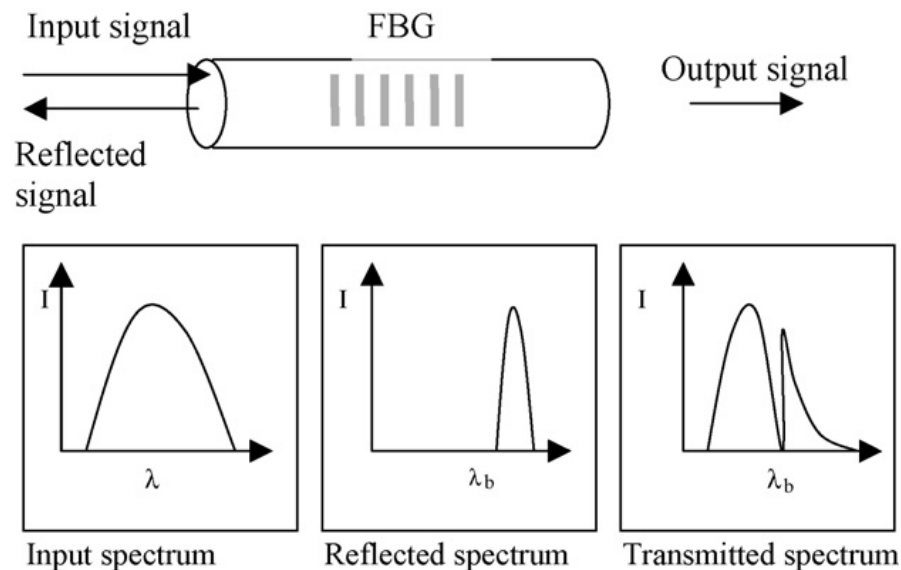 Input signal
FBG
Output signal
Reflected
signal
I
λ
I
λb
I
λb
Input spectrum
Reflected spectrum
Transmitted spectrum